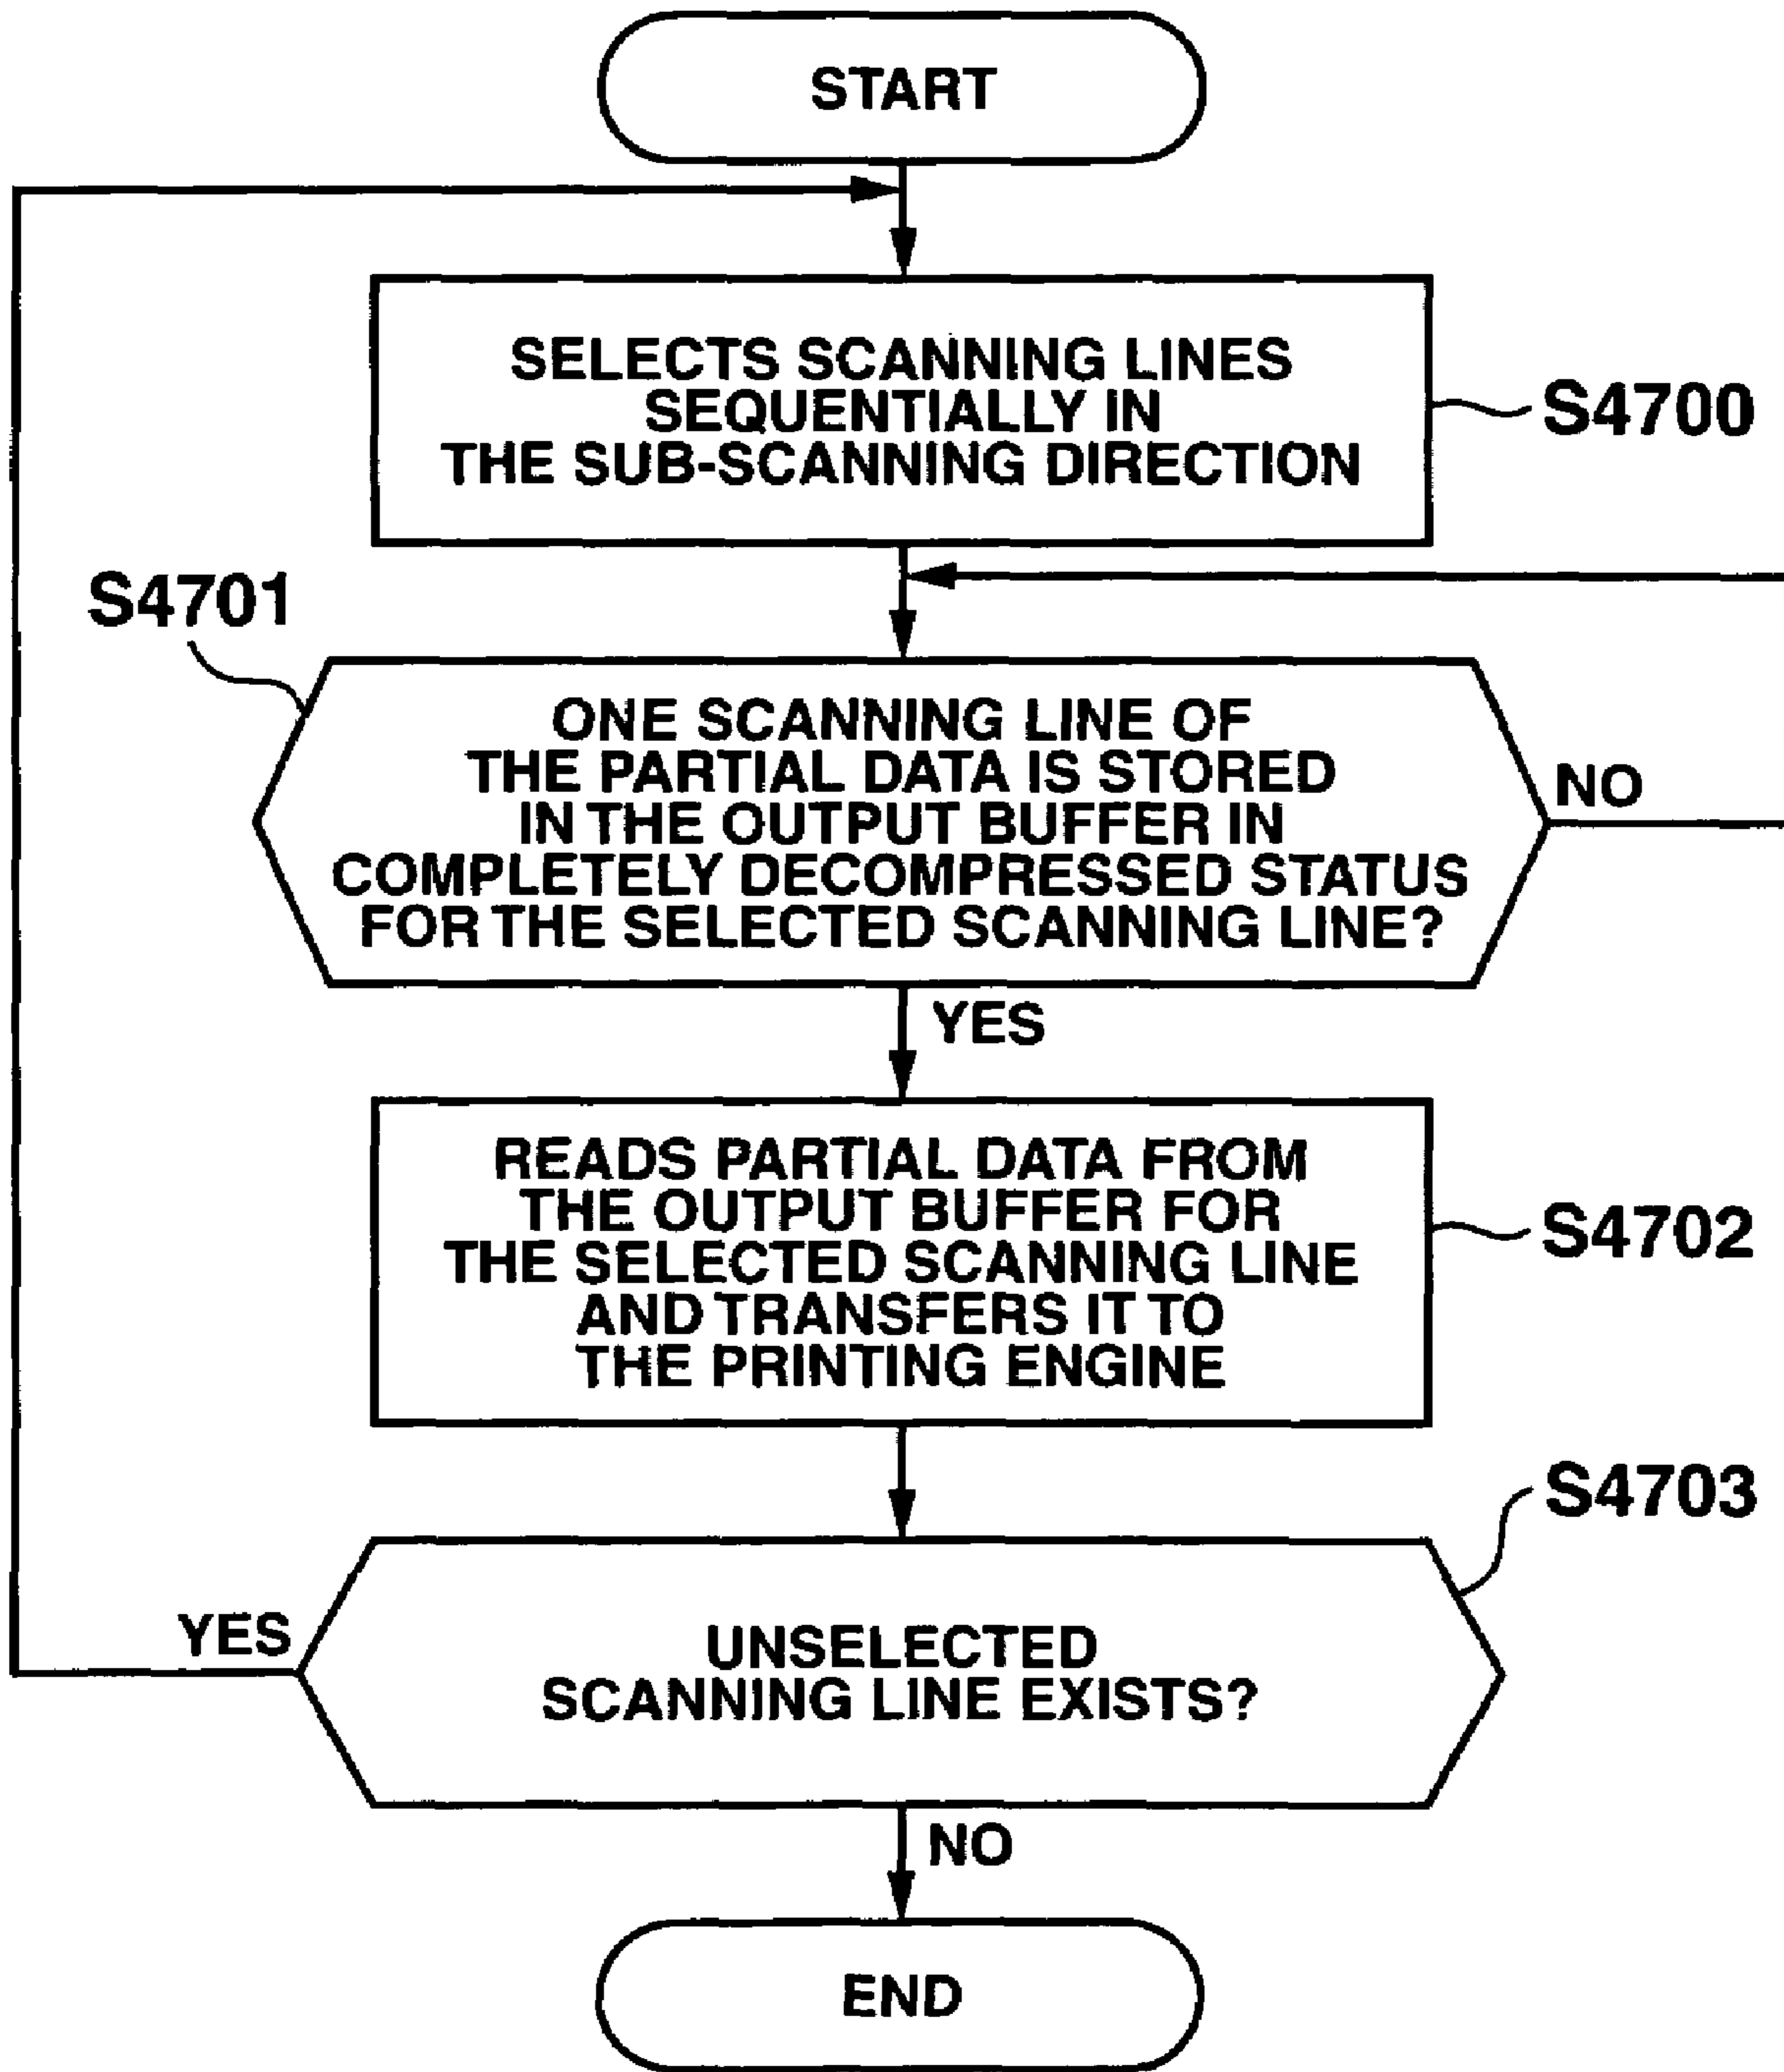 START
SELECTS SCANNING LINES
SEQUENTIALLY IN
THE SUB-SCANNING DIRECTION
S4700
S4701
ONE SCANNING LINE OF
THE PARTIAL DATA IS STORED
IN THE OUTPUT BUFFER IN
COMPLETELY DECOMPRESSED STATUS
FOR THE SELECTED SCANNING LINE?
NO
YES
READS PARTIAL DATA FROM
THE OUTPUT BUFFER FOR
THE SELECTED SCANNING LINE
AND TRANSFERS IT TO
THE PRINTING ENGINE
S4702
S4703
YES
UNSELECTED
SCANNING LINE EXISTS?
NO
END